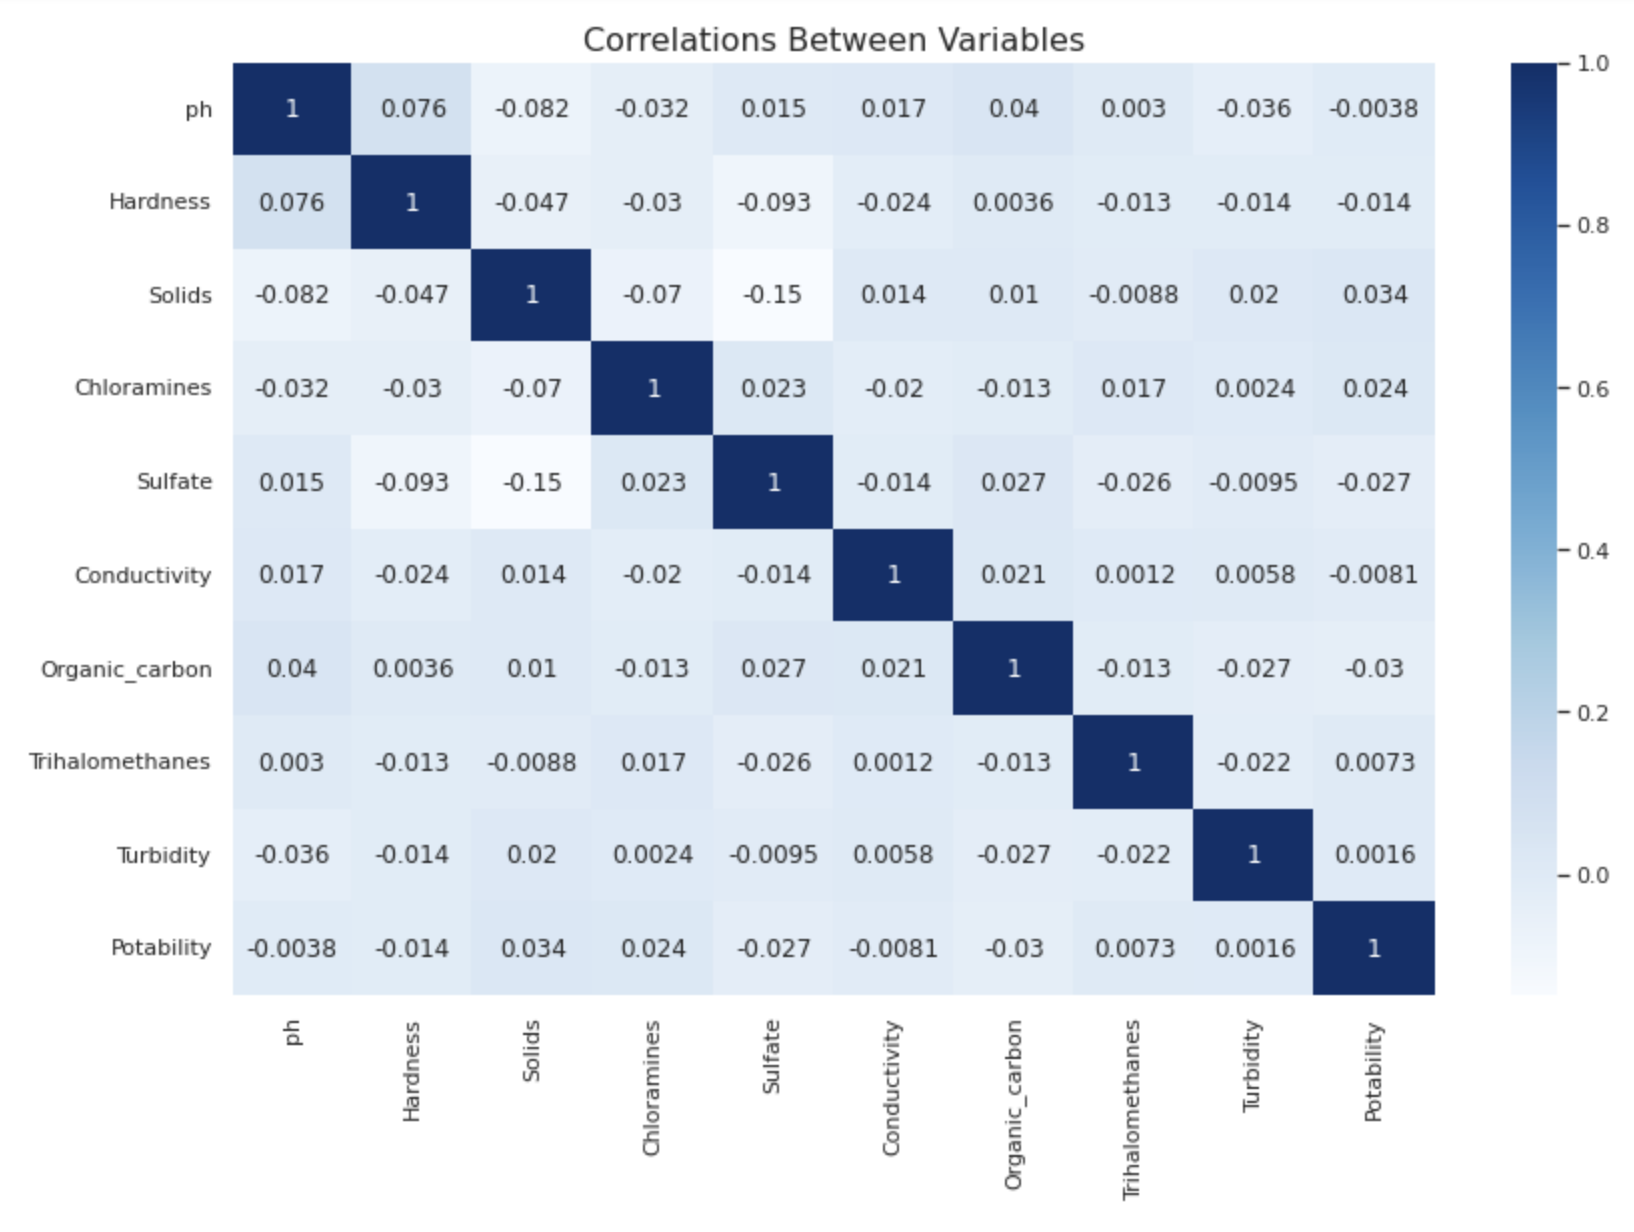 Correlations Between Variables
ph 1 0.076 -0.082 -0.032 0.015 0.017 0.04 0.003 -0.036 -0.0038
Hardness 0.076 1 -0.047 -0.03 -0.093 -0.024 0.0036 -0.013 -0.014 -0.014
Solids -0.082 -0.047 1 -0.07 -0.15 0.014 0.01 -0.0088 0.02 0.034
Chloramines -0.032 -0.03 -0.07 1 0.023 -0.02 -0.013 0.017 0.0024 0.024
Sulfate 0.015 -0.093 -0.15 0.023 1 -0.014 0.027 -0.026 -0.0095 -0.027
Conductivity 0.017 -0.024 0.014 -0.02 -0.014 1 0.021 0.0012 0.0058 -0.0081
Organic_carbon 0.04 0.0036 0.01 -0.013 0.027 0.021 1 -0.013 -0.027 -0.03
Trihalomethanes 0.003 -0.013 -0.0088 0.017 -0.026 0.0012 -0.013 1 -0.022 0.0073
Turbidity -0.036 -0.014 0.02 0.0024 -0.0095 0.0058 -0.027 -0.022 1 0.0016
Potability -0.0038 -0.014 0.034 0.024 -0.027 -0.0081 -0.03 0.0073 0.0016 1
ph
Hardness
Solids
Chloramines
Sulfate
Conductivity
Organic_carbon
Trihalomethanes
Turbidity
Potability
1.0
0.8
0.6
0.4
0.2
0.0